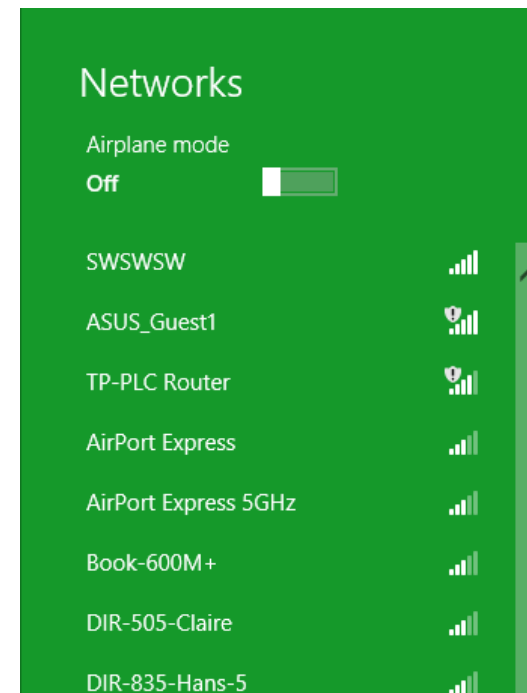 Networks
Airplane mode
Off
SWSWSW
ASUS_Guest1
TP-PLC Router
AirPort Express
AirPort Express 5GHz
Book-600M+
DIR-505-Claire
DIR-835-Hans-5